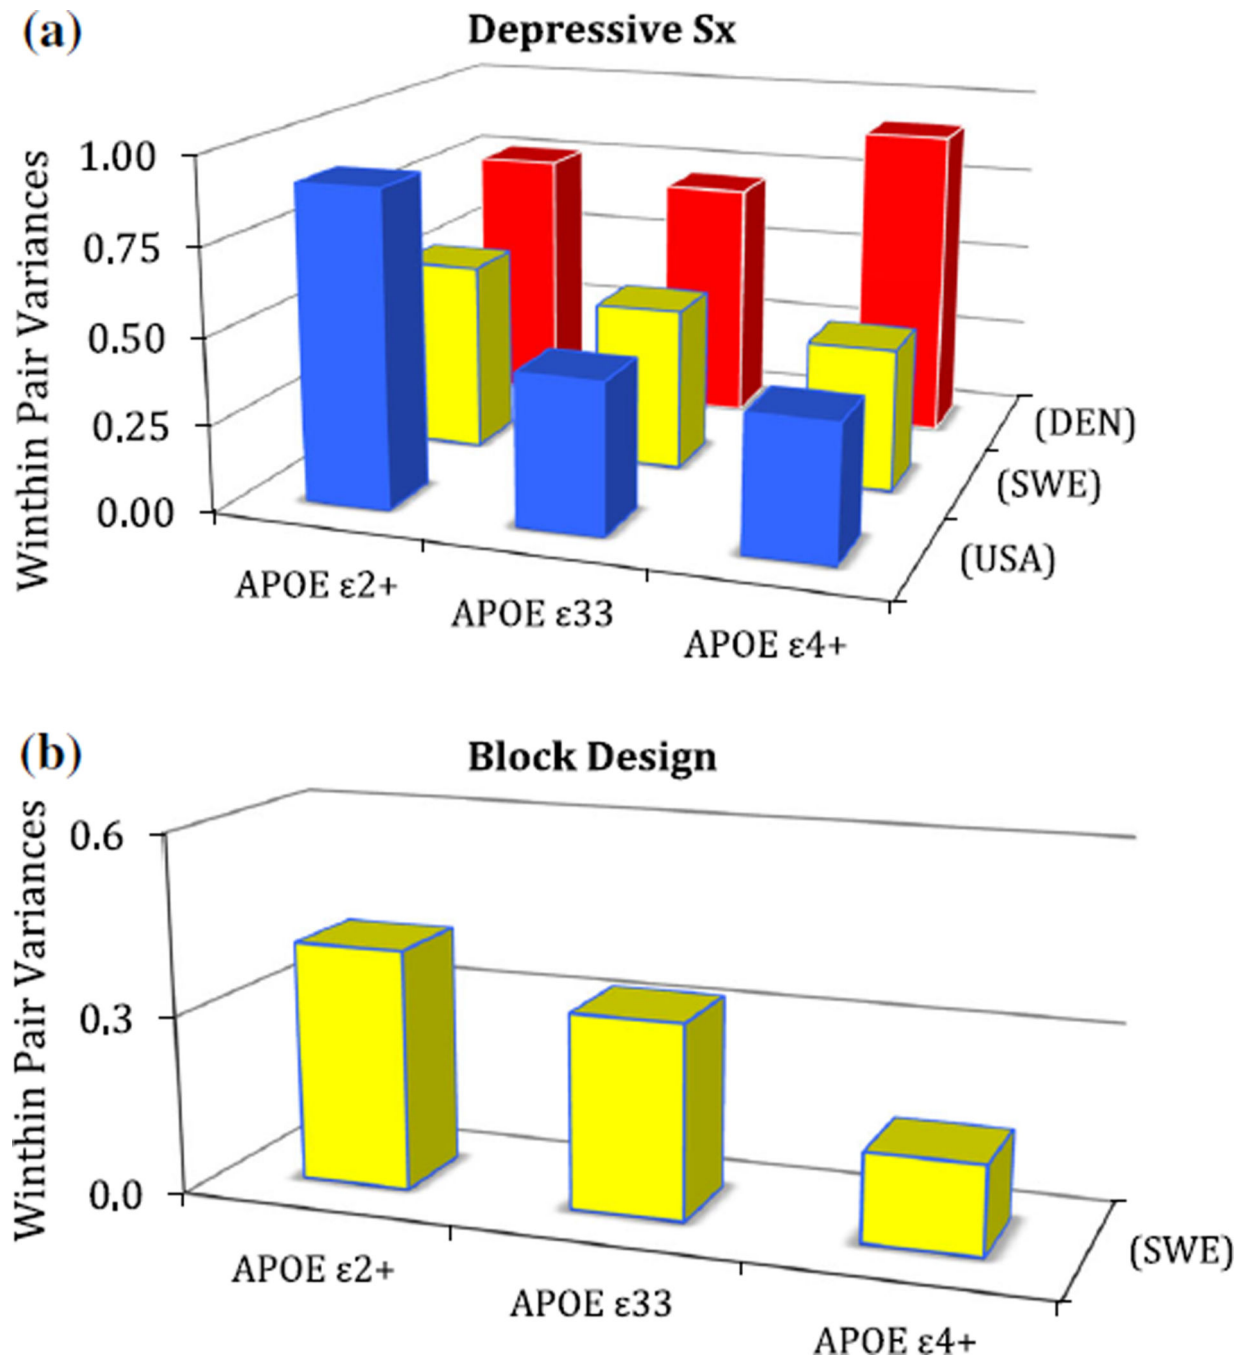 (a)
Depressive Sx
Winthin Pair Variances
1.00
0.75
0.50
0.25
0.00
(DEN)
(SWE)
(USA)
APOE ε2+
APOE ε33
APOE ε4+
(b)
Block Design
Winthin Pair Variances
0.6
0.3
0.0
(SWE)
APOE ε2+
APOE ε33
APOE ε4+